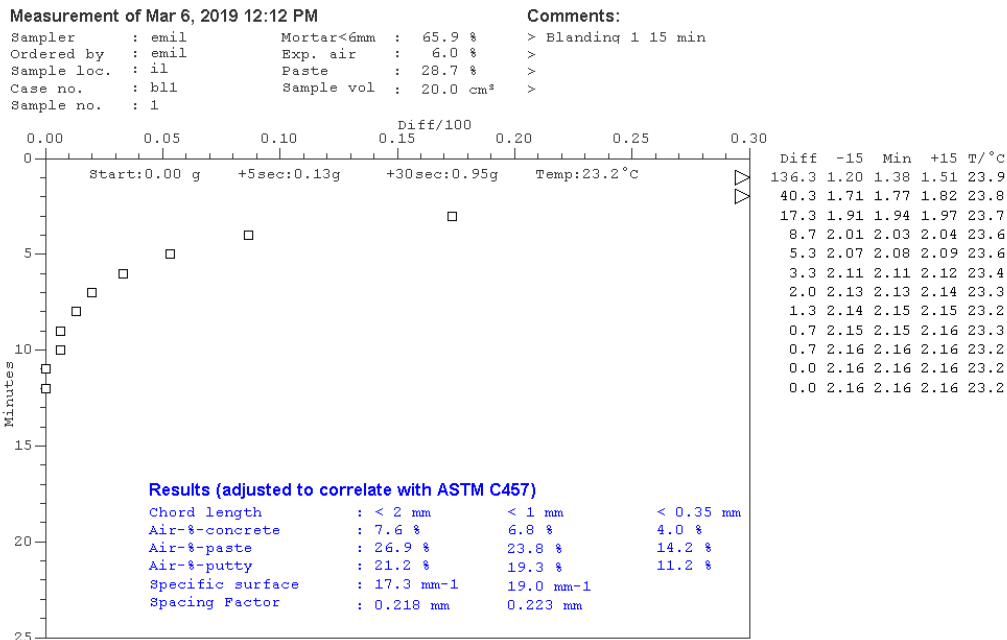 Measurement of Mar 6, 2019 12:12 PM Comments:
Sampler : emil Mortar<6mm : 65.9 % > Blanding 1 15 min
Ordered by : emil Exp. air : 6.0 % >
Sample loc. : il Paste : 28.7 % >
Case no. : bl1 Sample vol : 20.0 cm³ >
Sample no. : 1
Diff/100
0.00 0.05 0.10 0.15 0.20 0.25 0.30
0
Diff -15 Min +15 T/°C
Start:0.00 g +5sec:0.13g +30sec:0.95g Temp:23.2°C 136.3 1.20 1.38 1.51 23.9
40.3 1.71 1.77 1.82 23.8
17.3 1.91 1.94 1.97 23.7
8.7 2.01 2.03 2.04 23.6
5 5.3 2.07 2.08 2.09 23.6
3.3 2.11 2.11 2.12 23.4
2.0 2.13 2.13 2.14 23.3
1.3 2.14 2.15 2.15 23.2
0.7 2.15 2.15 2.16 23.3
10 0.7 2.16 2.16 2.16 23.2
0.0 2.16 2.16 2.16 23.2
0.0 2.16 2.16 2.16 23.2
Minutes
15
Results (adjusted to correlate with ASTM C457)
Chord length : < 2 mm < 1 mm < 0.35 mm
Air-%-concrete : 7.6 % 6.8 % 4.0 %
20
Air-%-paste : 26.9 % 23.8 % 14.2 %
Air-%-putty : 21.2 % 19.3 % 11.2 %
Specific surface : 17.3 mm-1 19.0 mm-1
Spacing Factor : 0.218 mm 0.223 mm
25